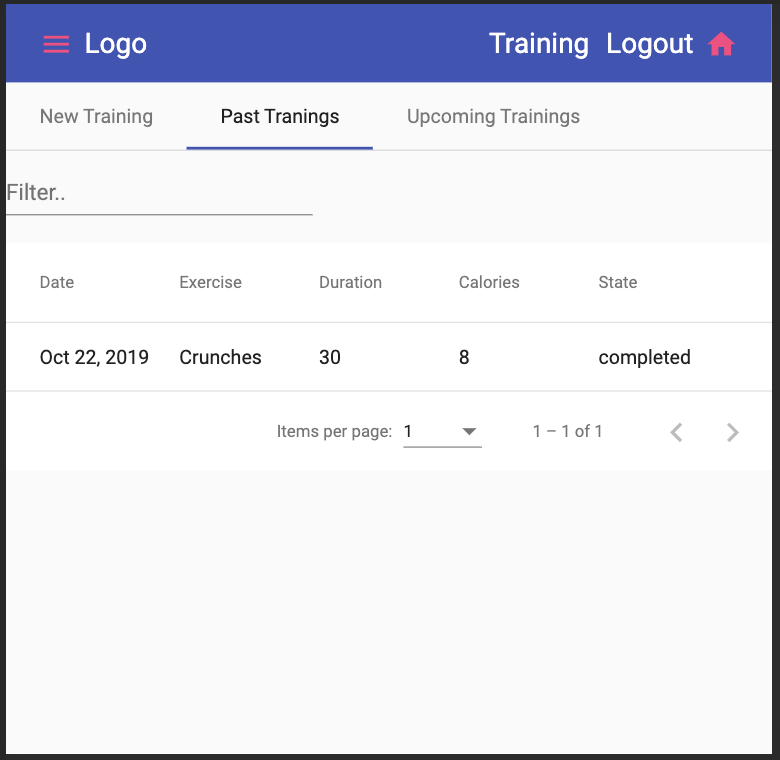 Logo Training Logout
New Training Past Tranings Upcoming Trainings
Filter..
Date Exercise Duration Calories State
Oct 22, 2019 Crunches 30 8 completed
Items per page: 1 1 – 1 of 1